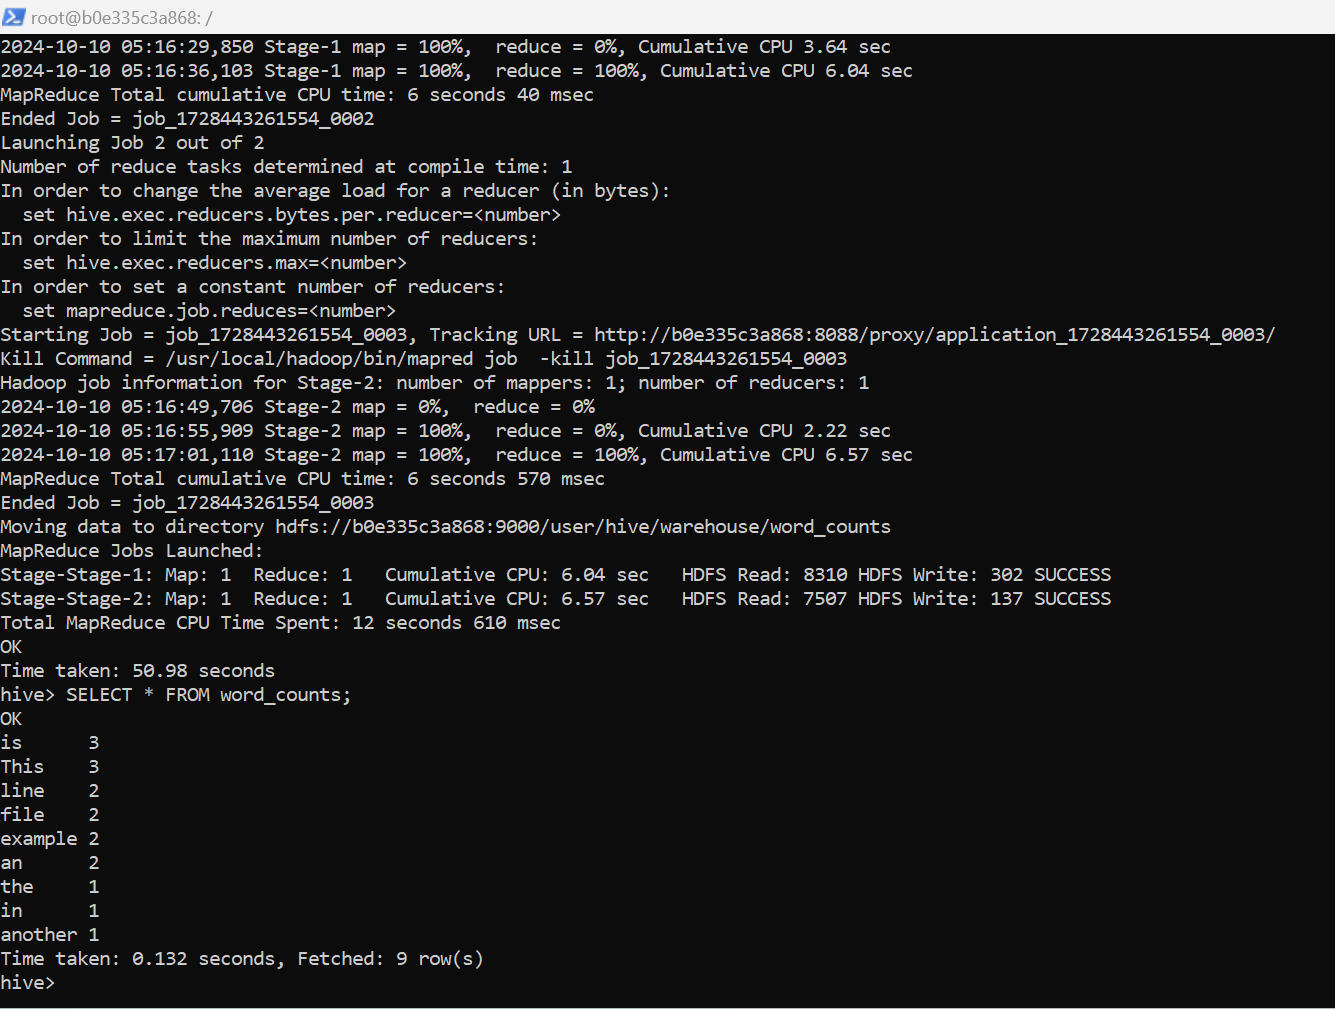 root@b0e335c3a868: /
2024-10-10 05:16:29,850 Stage-1 map = 100%,  reduce = 0%, Cumulative CPU 3.64 sec
2024-10-10 05:16:36,103 Stage-1 map = 100%,  reduce = 100%, Cumulative CPU 6.04 sec
MapReduce Total cumulative CPU time: 6 seconds 40 msec
Ended Job = job_1728443261554_0002
Launching Job 2 out of 2
Number of reduce tasks determined at compile time: 1
In order to change the average load for a reducer (in bytes):
  set hive.exec.reducers.bytes.per.reducer=<number>
In order to limit the maximum number of reducers:
  set hive.exec.reducers.max=<number>
In order to set a constant number of reducers:
  set mapreduce.job.reduces=<number>
Starting Job = job_1728443261554_0003, Tracking URL = http://b0e335c3a868:8088/proxy/application_1728443261554_0003/
Kill Command = /usr/local/hadoop/bin/mapred job  -kill job_1728443261554_0003
Hadoop job information for Stage-2: number of mappers: 1; number of reducers: 1
2024-10-10 05:16:49,706 Stage-2 map = 0%,  reduce = 0%
2024-10-10 05:16:55,909 Stage-2 map = 100%,  reduce = 0%, Cumulative CPU 2.22 sec
2024-10-10 05:17:01,110 Stage-2 map = 100%,  reduce = 100%, Cumulative CPU 6.57 sec
MapReduce Total cumulative CPU time: 6 seconds 570 msec
Ended Job = job_1728443261554_0003
Moving data to directory hdfs://b0e335c3a868:9000/user/hive/warehouse/word_counts
MapReduce Jobs Launched:
Stage-Stage-1: Map: 1  Reduce: 1   Cumulative CPU: 6.04 sec   HDFS Read: 8310 HDFS Write: 302 SUCCESS
Stage-Stage-2: Map: 1  Reduce: 1   Cumulative CPU: 6.57 sec   HDFS Read: 7507 HDFS Write: 137 SUCCESS
Total MapReduce CPU Time Spent: 12 seconds 610 msec
OK
Time taken: 50.98 seconds
hive> SELECT * FROM word_counts;
OK
is      3
This    3
line    2
file    2
example 2
an      2
the     1
in      1
another 1
Time taken: 0.132 seconds, Fetched: 9 row(s)
hive>